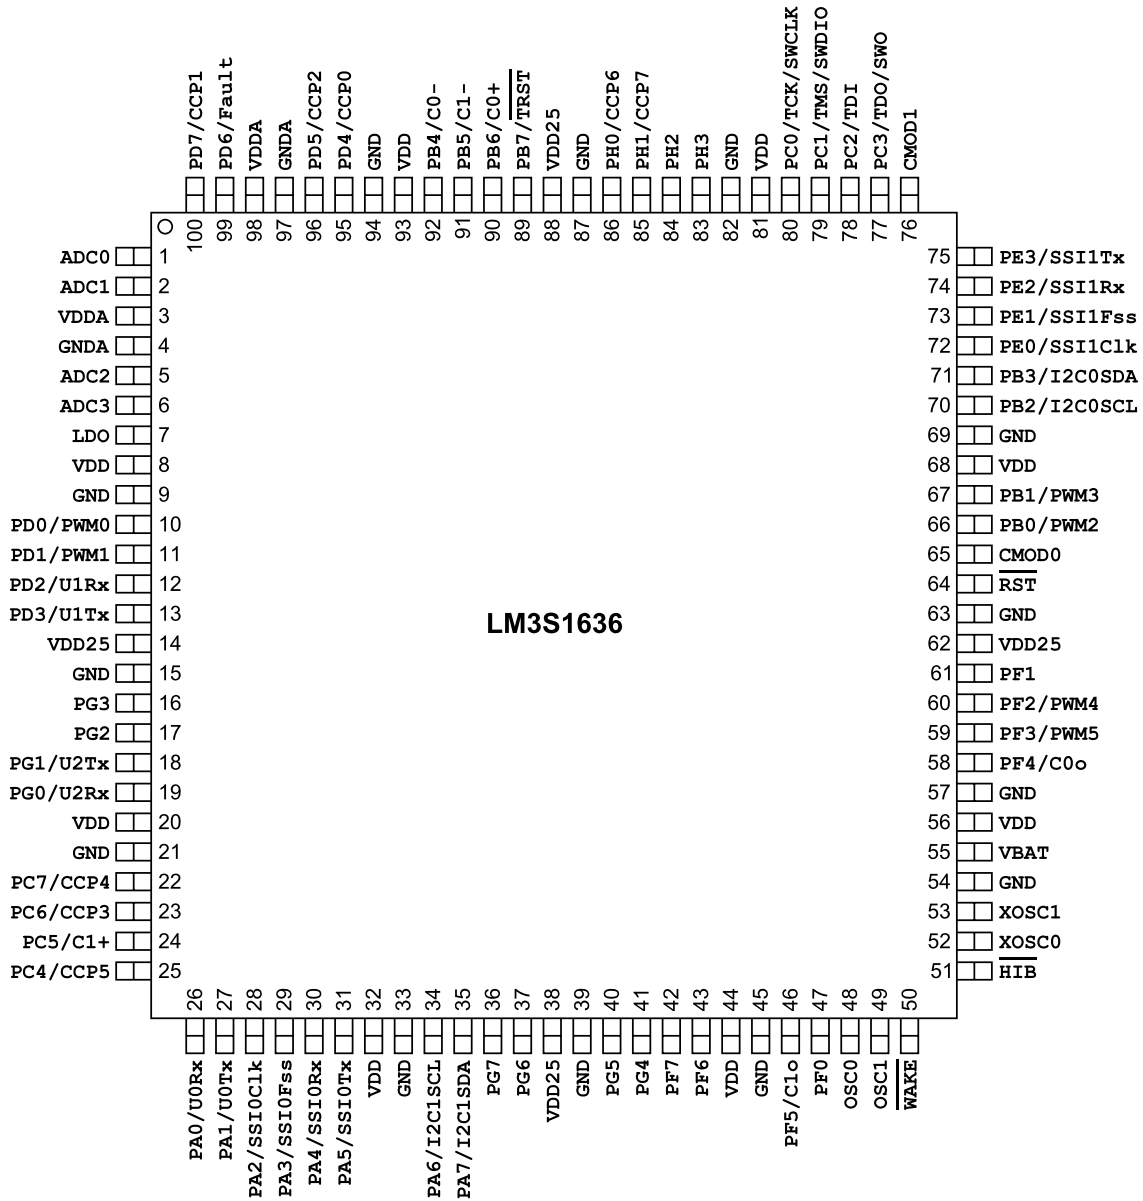 PD7/CCP1
PD6/Fault
VDDA
GNDA
PD5/CCP2
PD4/CCP0
GND
VDD
PB4/C0-
PB5/C1-
PB6/C0+
PB7/TRST
VDD25
GND
PH0/CCP6
PH1/CCP7
PH2
PH3
GND
VDD
PC0/TCK/SWCLK
PC1/TMS/SWDIO
PC2/TDI
PC3/TDO/SWO
CMOD1
100 99 98 97 96 95 94 93 92 91 90 89 88 87 86 85 84 83 82 81 80 79 78 77 76
ADC0 1 75 PE3/SSI1Tx
ADC1 2 74 PE2/SSI1Rx
VDDA 3 73 PE1/SSI1Fss
GNDA 4 72 PE0/SSI1Clk
ADC2 5 71 PB3/I2C0SDA
ADC3 6 70 PB2/I2C0SCL
LDO 7 69 GND
VDD 8 68 VDD
GND 9 67 PB1/PWM3
PD0/PWM0 10 66 PB0/PWM2
PD1/PWM1 11 65 CMOD0
PD2/U1Rx 12 64 RST
PD3/U1Tx 13 63 GND
LM3S1636
VDD25 14 62 VDD25
GND 15 61 PF1
PG3 16 60 PF2/PWM4
PG2 17 59 PF3/PWM5
PG1/U2Tx 18 58 PF4/C0o
PG0/U2Rx 19 57 GND
VDD 20 56 VDD
GND 21 55 VBAT
PC7/CCP4 22 54 GND
PC6/CCP3 23 53 XOSC1
PC5/C1+ 24 52 XOSC0
PC4/CCP5 25 51 HIB
26 27 28 29 30 31 32 33 34 35 36 37 38 39 40 41 42 43 44 45 46 47 48 49 50
PA0/U0Rx
PA1/U0Tx
PA2/SSI0Clk
PA3/SSI0Fss
PA4/SSI0Rx
PA5/SSI0Tx
VDD
GND
PA6/I2C1SCL
PA7/I2C1SDA
PG7
PG6
VDD25
GND
PG5
PG4
PF7
PF6
VDD
GND
PF5/C1o
PF0
OSC0
OSC1
WAKE